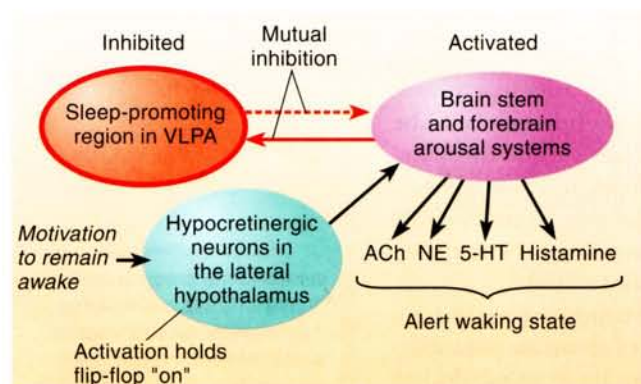 Inhibited
Mutual
inhibition
Activated
Sleep-promoting
region in VLPA
Brain stem
and forebrain
arousal systems
Motivation
to remain
awake
Hypocretinergic
neurons in
the lateral
hypothalamus
ACh NE 5-HT Histamine
Alert waking state
Activation holds
flip-flop "on"